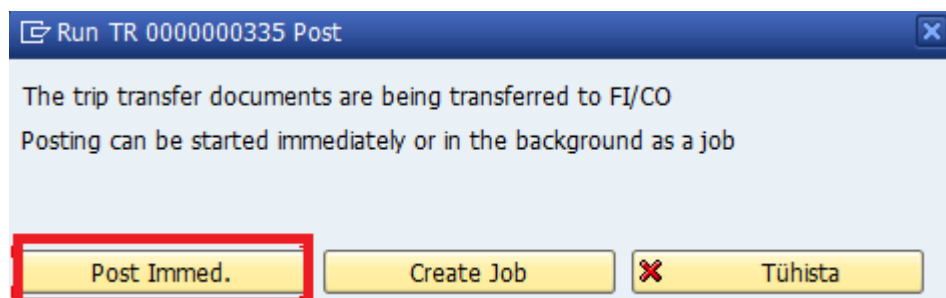 Run TR 0000000335 Post
The trip transfer documents are being transferred to FI/CO
Posting can be started immediately or in the background as a job
Post Immed. Create Job Tühista